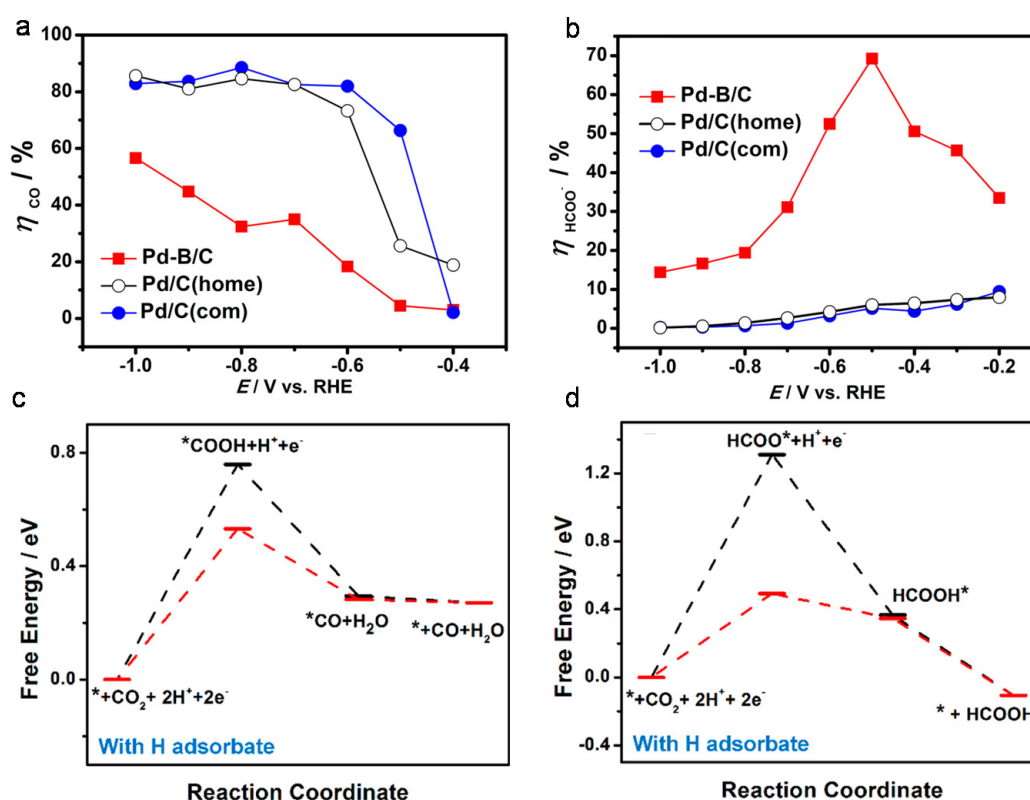 a
η CO / %
100
80
60
40
20
0
Pd-B/C
Pd/C(home)
Pd/C(com)
-1.0 -0.8 -0.6 -0.4
E / V vs. RHE
b
η HCOO- / %
70
60
50
40
30
20
10
0
Pd-B/C
Pd/C(home)
Pd/C(com)
-1.0 -0.8 -0.6 -0.4 -0.2
E / V vs. RHE
c
Free Energy / eV
0.8
0.4
0.0
*COOH+H⁺+e⁻
*CO+H₂O
*+CO+H₂O
*+CO₂+ 2H⁺+2e⁻
With H adsorbate
Reaction Coordinate
d
Free Energy / eV
1.2
0.8
0.4
0.0
-0.4
HCOO*+H⁺+e⁻
HCOOH*
*+CO₂+ 2H⁺+ 2e⁻
* + HCOOH
With H adsorbate
Reaction Coordinate